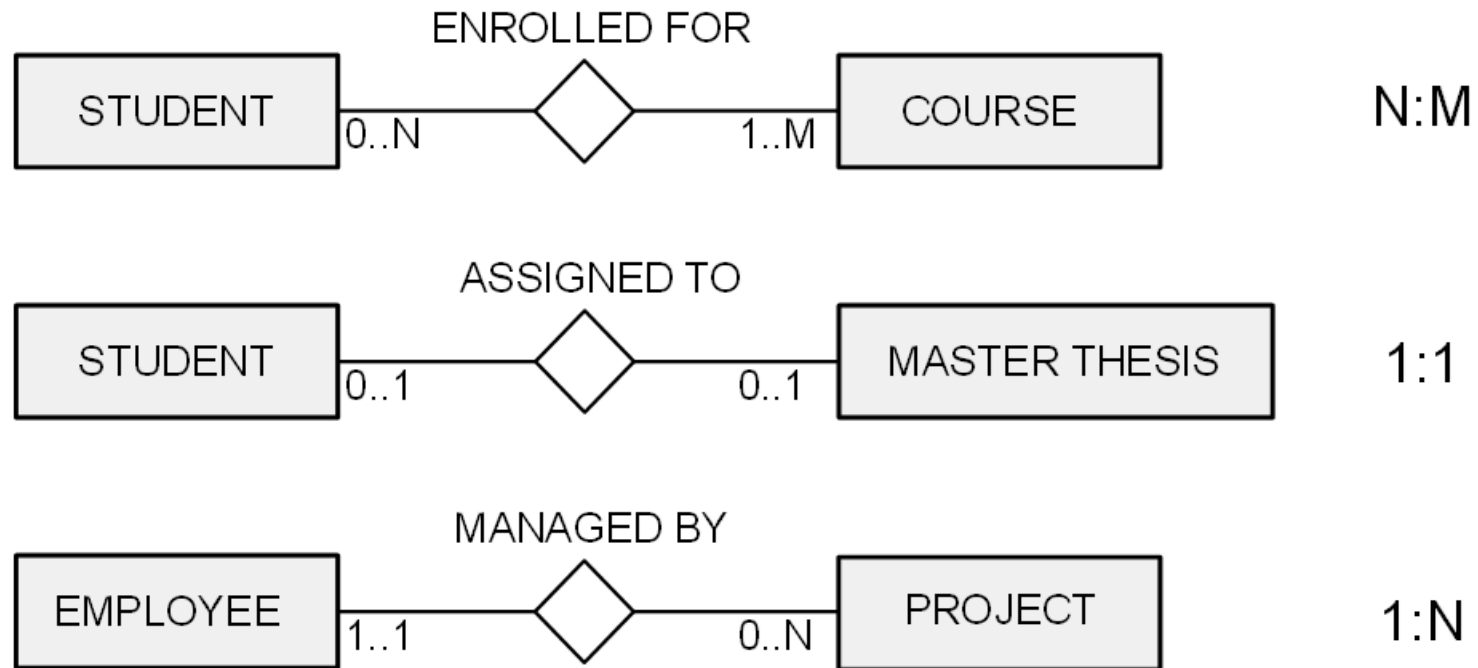 ENROLLED FOR
STUDENT
0..N
1..M
COURSE
N:M
ASSIGNED TO
STUDENT
0..1
0..1
MASTER THESIS
1:1
MANAGED BY
EMPLOYEE
1..1
0..N
PROJECT
1:N